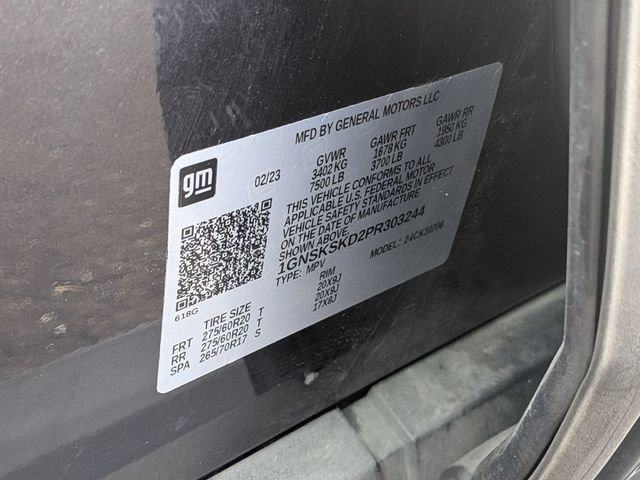 MFD BY GENERAL MOTORS LLC
gm
02/23 GVWR GAWR FRT GAWR RR
3402 KG 1678 KG 1950 KG
7500 LB 3700 LB 4300 LB
THIS VEHICLE CONFORMS TO ALL
APPLICABLE U.S. FEDERAL MOTOR
VEHICLE SAFETY STANDARDS IN EFFECT
ON THE DATE OF MANUFACTURE
SHOWN ABOVE.
1GNSKSKD2PR303244
TYPE: MPV MODEL: 24CK10706
618G
TIRE SIZE RIM
FRT 275/60R20 T 20X9J
RR 275/60R20 T 20X9J
SPA 265/70R17 S 17X8J